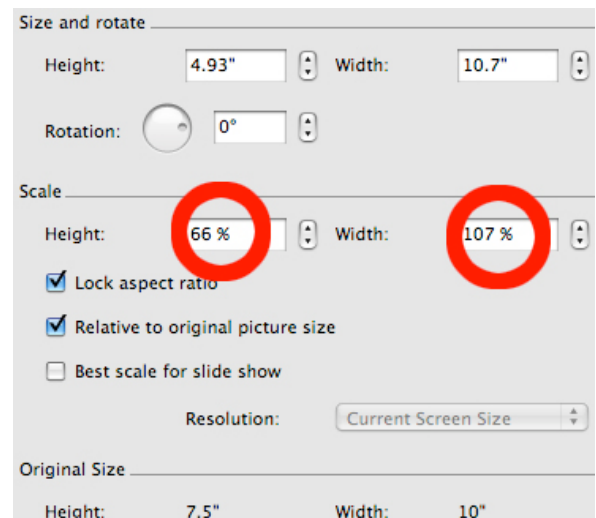 Size and rotate
Height: 4.93" Width: 10.7"
Rotation: 0°
Scale
Height: 66 % Width: 107 %
Lock aspect ratio
Relative to original picture size
Best scale for slide show
Resolution: Current Screen Size
Original Size
Height: 7.5" Width: 10"